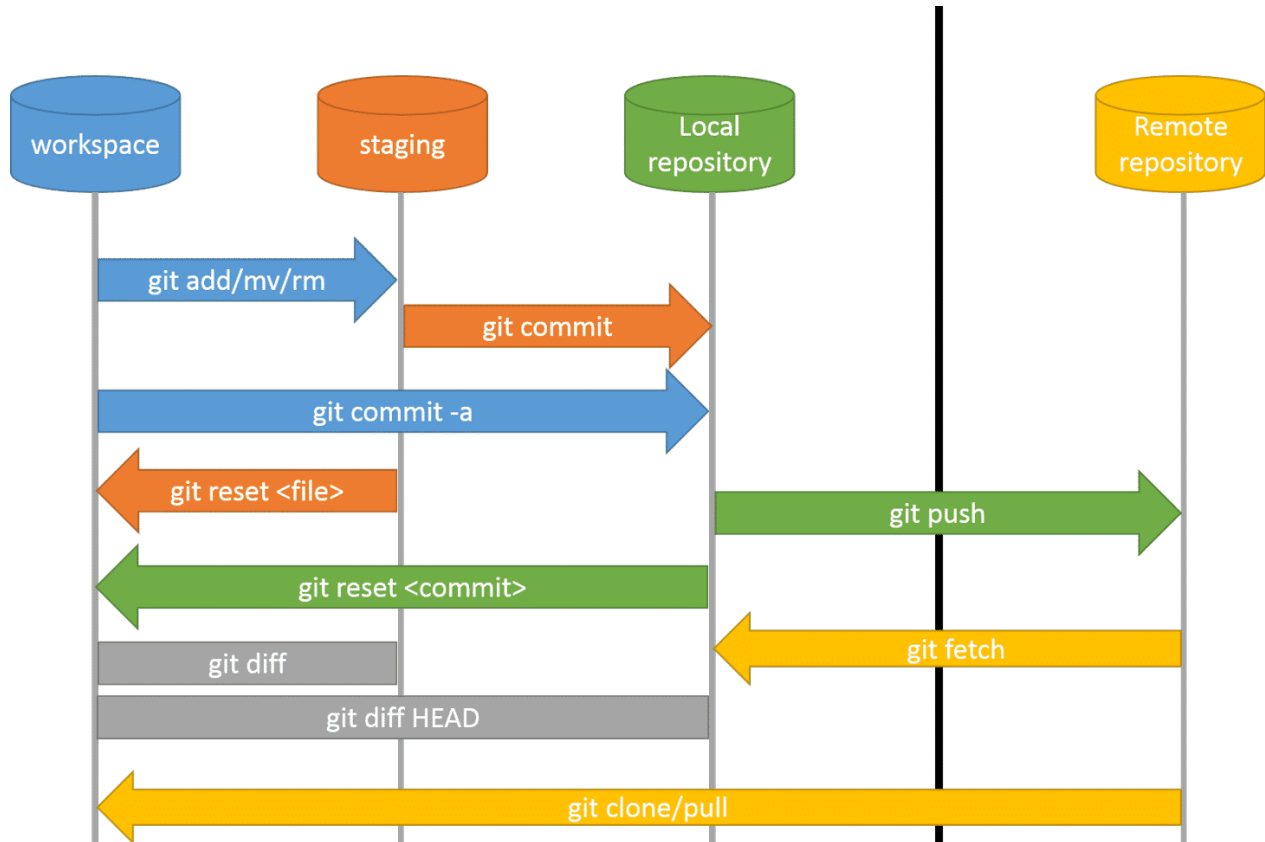 workspace
staging
Local
repository
Remote
repository
git add/mv/rm
git commit
git commit -a
git reset <file>
git push
git reset <commit>
git fetch
git diff
git diff HEAD
git clone/pull